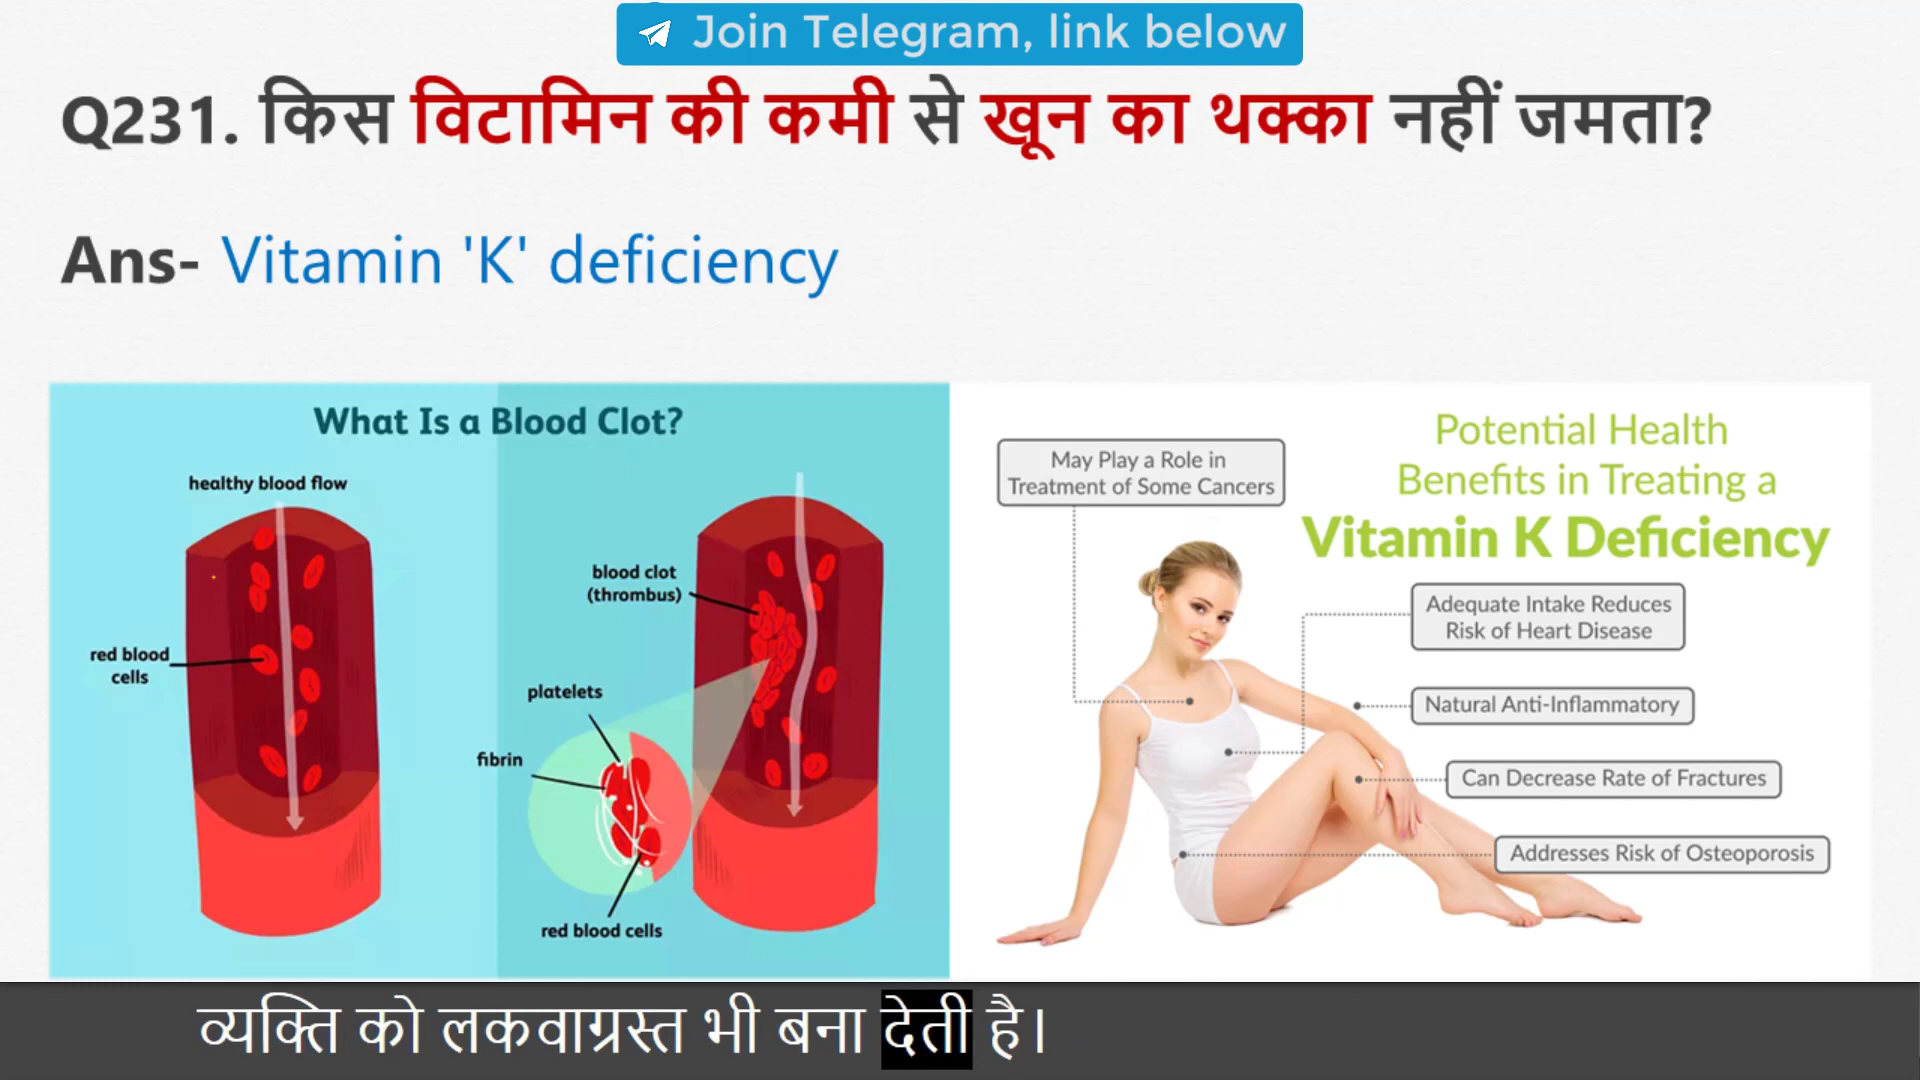 Join Telegram, link below
Q231. किस विटामिन की कमी से खून का थक्का नहीं जमता?
Ans- Vitamin 'K' deficiency
What Is a Blood Clot?
healthy blood flow
red blood
cells
blood clot
(thrombus)
platelets
fibrin
red blood cells
Potential Health
Benefits in Treating a
Vitamin K Deficiency
May Play a Role in
Treatment of Some Cancers
Adequate Intake Reduces
Risk of Heart Disease
Natural Anti-Inflammatory
Can Decrease Rate of Fractures
Addresses Risk of Osteoporosis
व्यक्ति को लकवाग्रस्त भी बना देती है।